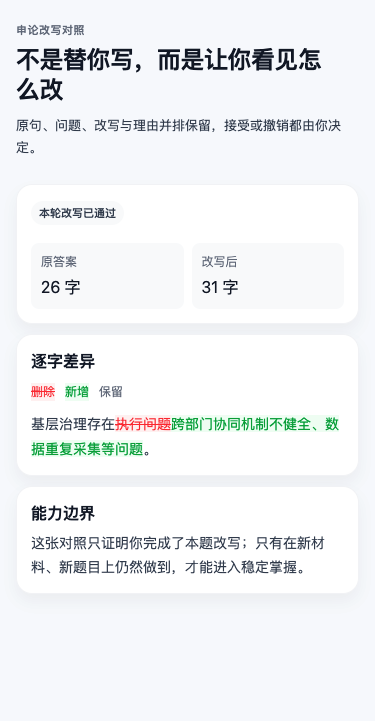 申论改写对照
不是替你写，而是让你看见怎
么改
原句、问题、改写与理由并排保留，接受或撤销都由你决
定。
本轮改写已通过
原答案
26 字
改写后
31 字
逐字差异
删除 新增 保留
基层治理存在执行问题跨部门协同机制不健全、数
据重复采集等问题。
能力边界
这张对照只证明你完成了本题改写；只有在新材
料、新题目上仍然做到，才能进入稳定掌握。